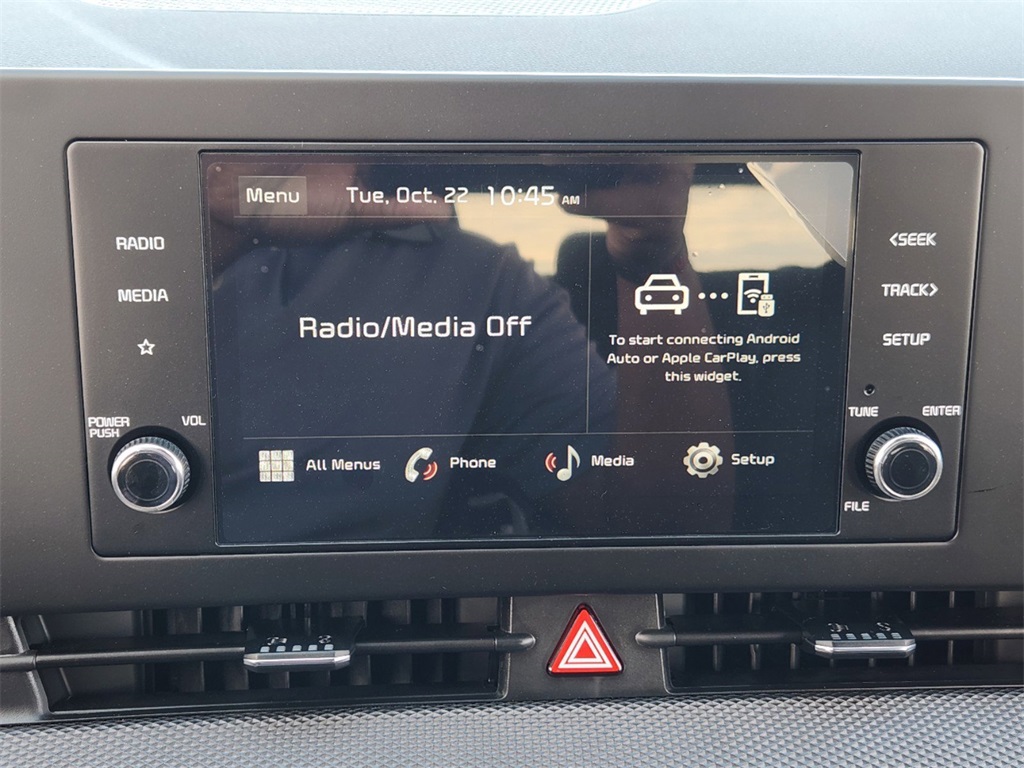 RADIO
MEDIA
POWER
PUSH
VOL
Menu
Tue, Oct. 22 10:45 AM
Radio/Media Off
To start connecting Android
Auto or Apple CarPlay, press
this widget.
All Menus
Phone
Media
Setup
<SEEK
TRACK>
SETUP
TUNE
ENTER
FILE